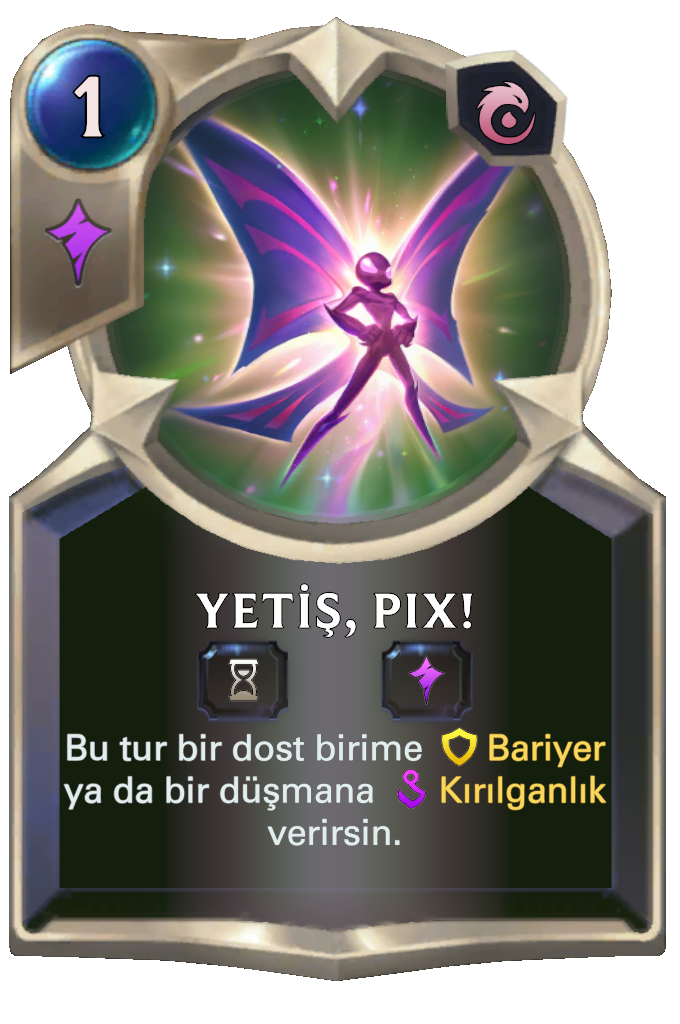 1
YETİŞ, PIX!
Bu tur bir dost birime Bariyer
ya da bir düşmana Kırılganlık
verirsin.